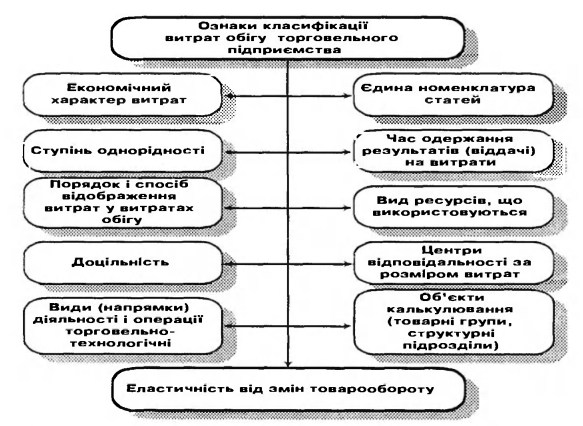 Ознаки класифікації
витрат обігу торговельного
підприємства
Економічний
характер витрат
Єдина номенклатура
статей
Ступінь однорідності
Час одержання
результатів (віддачі)
на витрати
Порядок і спосіб
відображення
витрат у витратах
обігу
Вид ресурсів, що
використовуються
Доцільність
Центри
відповідальності за
розміром витрат
Види (напрямки)
діяльності і операції
торговельно-
технологічні
Об'єкти
калькулювання
(товарні групи,
структурні
підрозділи)
Еластичність від змін товарообороту